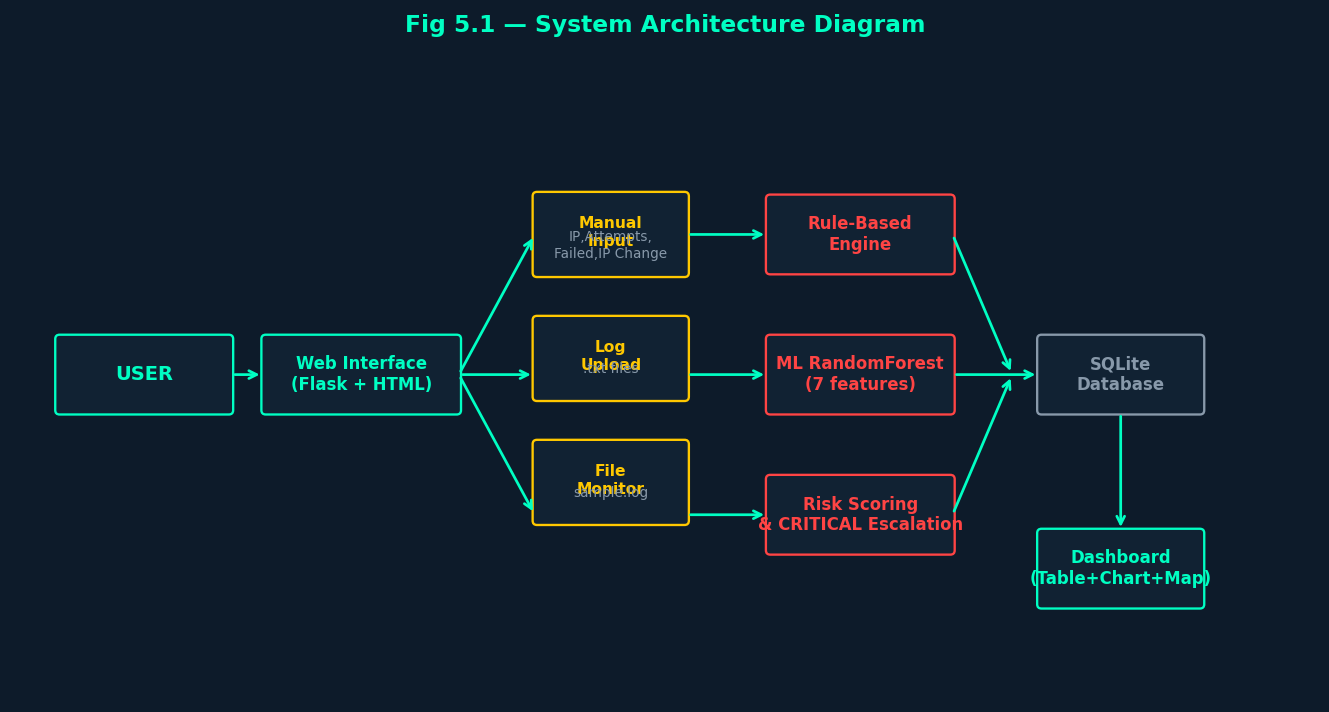 Fig 5.1 — System Architecture Diagram
USER
Web Interface
(Flask + HTML)
Manual
Input
IP,Attempts,
Failed,IP Change
Log
Upload
.txt files
File
Monitor
sample.log
Rule-Based
Engine
ML RandomForest
(7 features)
Risk Scoring
& CRITICAL Escalation
SQLite
Database
Dashboard
(Table+Chart+Map)